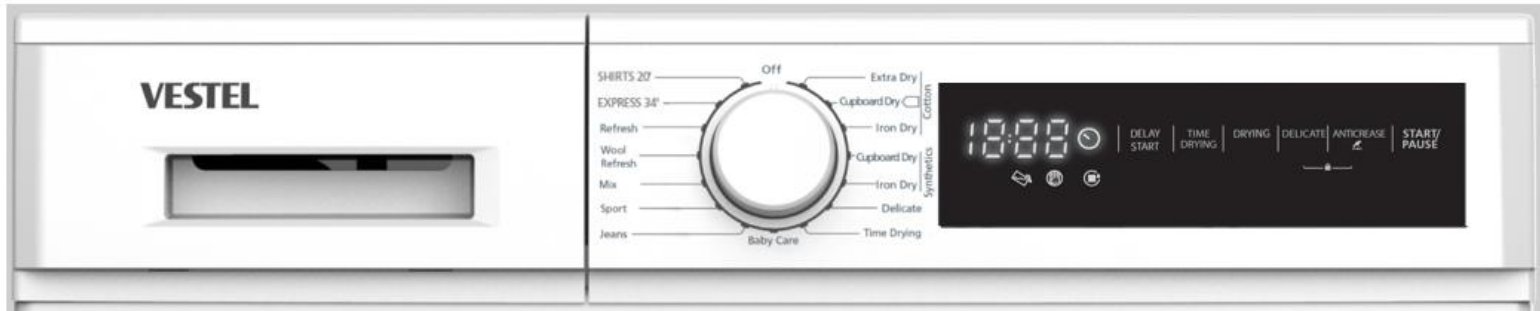 VESTEL
Off
SHIRTS 20'
EXPRESS 34'
Refresh
Wool
Refresh
Mix
Sport
Jeans
Baby Care
Extra Dry
Cupboard Dry
Iron Dry
Cotton
Cupboard Dry
Iron Dry
Synthetics
Delicate
Time Drying
18:88
DELAY
START
TIME
DRYING
DRYING
DELICATE
ANTICREASE
START/
PAUSE